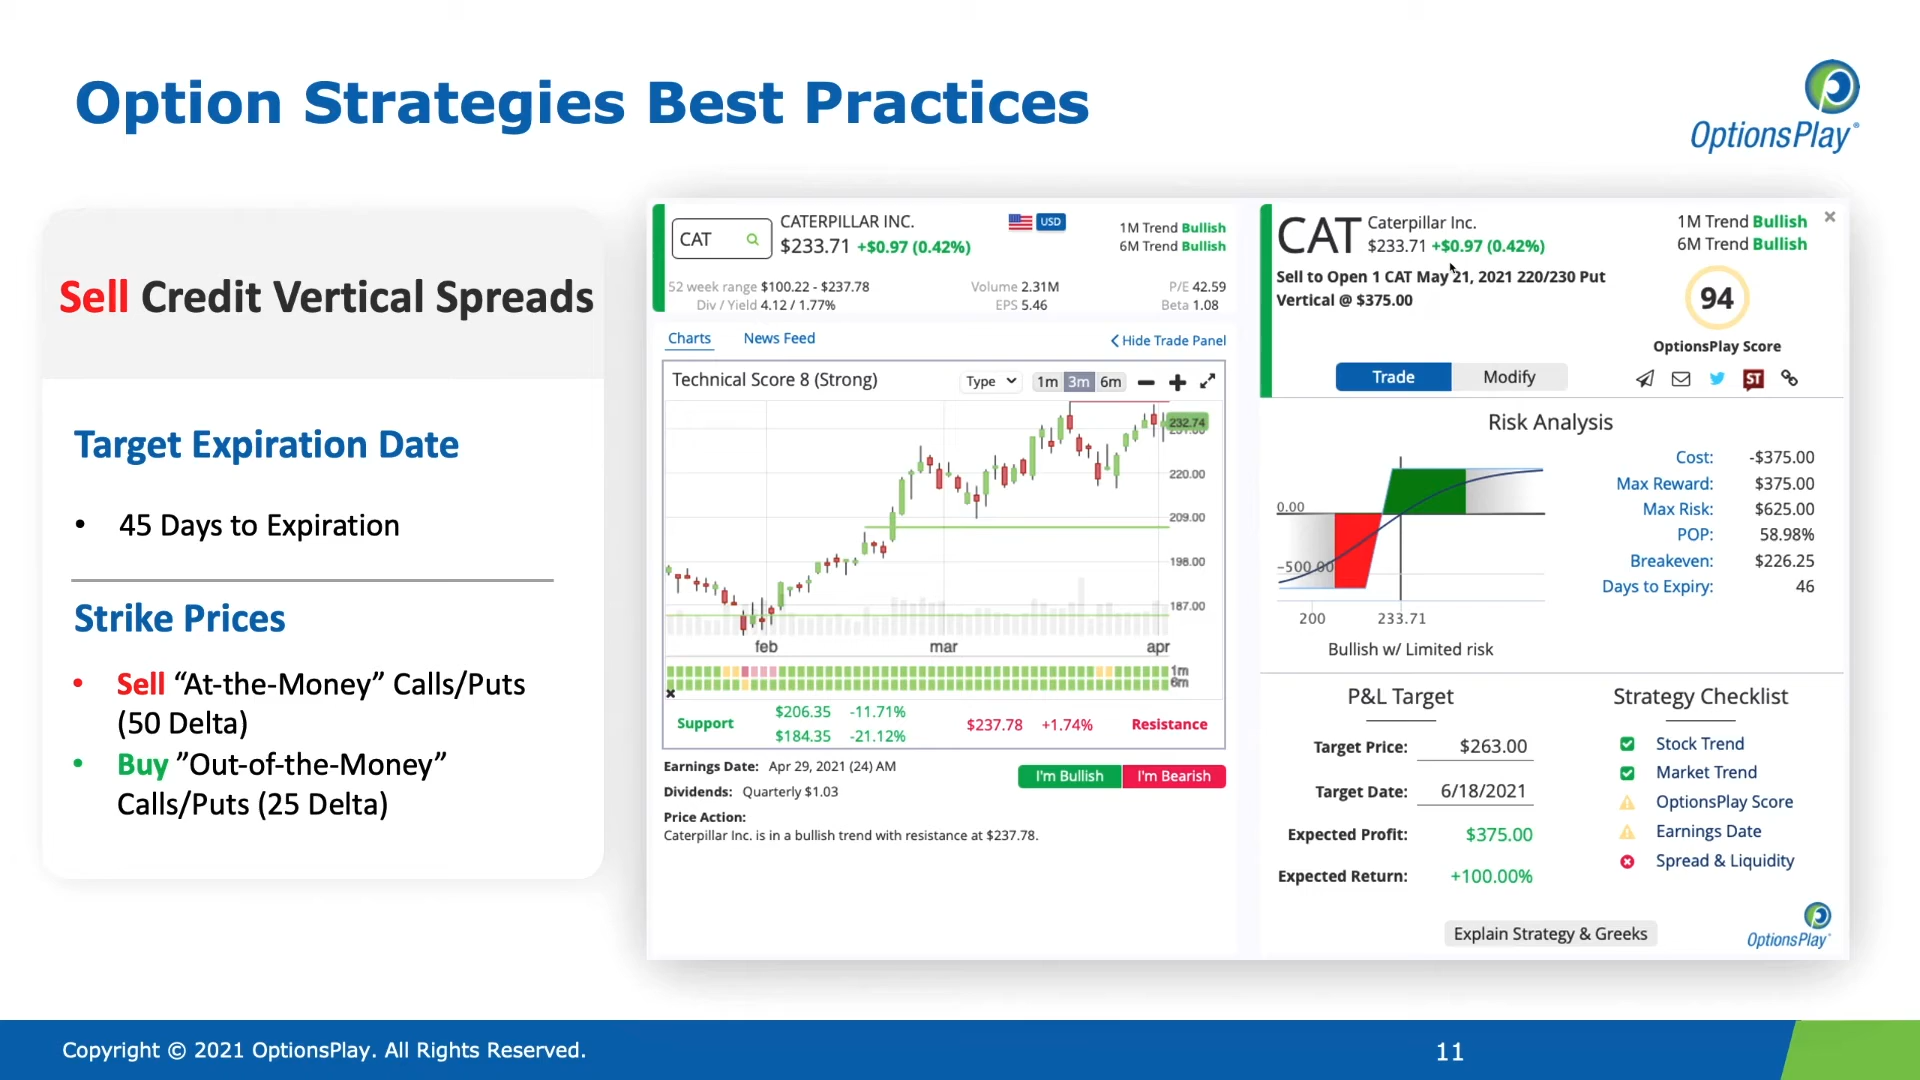 Option Strategies Best Practices
OptionsPlay®
Sell Credit Vertical Spreads
Target Expiration Date
• 45 Days to Expiration
Strike Prices
• Sell “At-the-Money” Calls/Puts
(50 Delta)
• Buy ”Out-of-the-Money”
Calls/Puts (25 Delta)
CAT
CATERPILLAR INC.
$233.71 +$0.97 (0.42%)
USD
1M Trend Bullish
6M Trend Bullish
52 week range $100.22 - $237.78
Volume 2.31M
P/E 42.59
Div / Yield 4.12 / 1.77%
EPS 5.46
Beta 1.08
Charts
News Feed
Hide Trade Panel
Technical Score 8 (Strong)
Type
1m 3m 6m
232.74
220.00
209.00
198.00
187.00
feb mar apr
1m
6m
Support
$206.35 -11.71%
$184.35 -21.12%
$237.78 +1.74%
Resistance
Earnings Date: Apr 29, 2021 (24) AM
Dividends: Quarterly $1.03
I'm Bullish
I'm Bearish
Price Action:
Caterpillar Inc. is in a bullish trend with resistance at $237.78.
CAT
Caterpillar Inc.
$233.71 +$0.97 (0.42%)
1M Trend Bullish
6M Trend Bullish
Sell to Open 1 CAT May 21, 2021 220/230 Put
Vertical @ $375.00
94
OptionsPlay Score
Trade
Modify
ST
Risk Analysis
0.00
−500.00
200
233.71
Bullish w/ Limited risk
Cost: -$375.00
Max Reward: $375.00
Max Risk: $625.00
POP: 58.98%
Breakeven: $226.25
Days to Expiry: 46
P&L Target
Target Price: $263.00
Target Date: 6/18/2021
Expected Profit: $375.00
Expected Return: +100.00%
Strategy Checklist
Stock Trend
Market Trend
OptionsPlay Score
Earnings Date
Spread & Liquidity
Explain Strategy & Greeks
OptionsPlay
Copyright © 2021 OptionsPlay. All Rights Reserved.
11